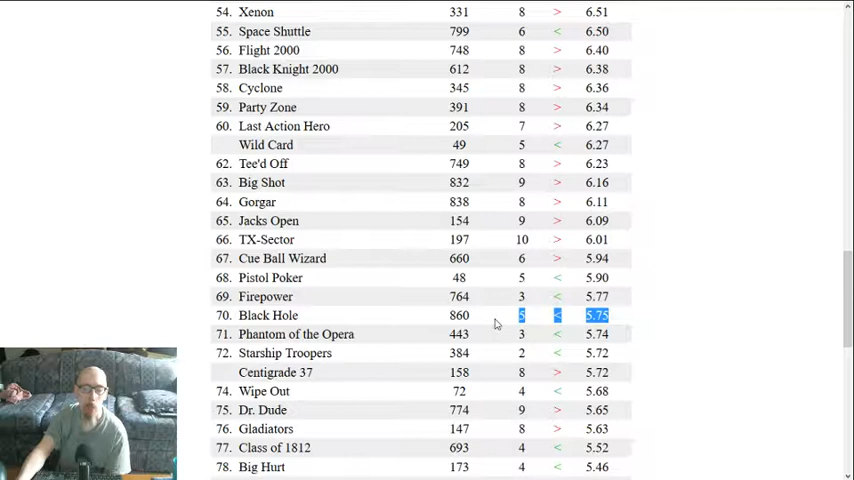 54. Xenon 331 8 > 6.51
55. Space Shuttle 799 6 < 6.50
56. Flight 2000 748 8 > 6.40
57. Black Knight 2000 612 8 > 6.38
58. Cyclone 345 8 > 6.36
59. Party Zone 391 8 > 6.34
60. Last Action Hero 205 7 > 6.27
Wild Card 49 5 < 6.27
62. Tee'd Off 749 8 > 6.23
63. Big Shot 832 9 > 6.16
64. Gorgar 838 8 > 6.11
65. Jacks Open 154 9 > 6.09
66. TX-Sector 197 10 > 6.01
67. Cue Ball Wizard 660 6 > 5.94
68. Pistol Poker 48 5 < 5.90
69. Firepower 764 3 < 5.77
70. Black Hole 860 5 < 5.75
71. Phantom of the Opera 443 3 < 5.74
72. Starship Troopers 384 2 < 5.72
Centigrade 37 158 8 > 5.72
74. Wipe Out 72 4 < 5.68
75. Dr. Dude 774 9 > 5.65
76. Gladiators 147 8 > 5.63
77. Class of 1812 693 4 < 5.52
78. Big Hurt 173 4 < 5.46